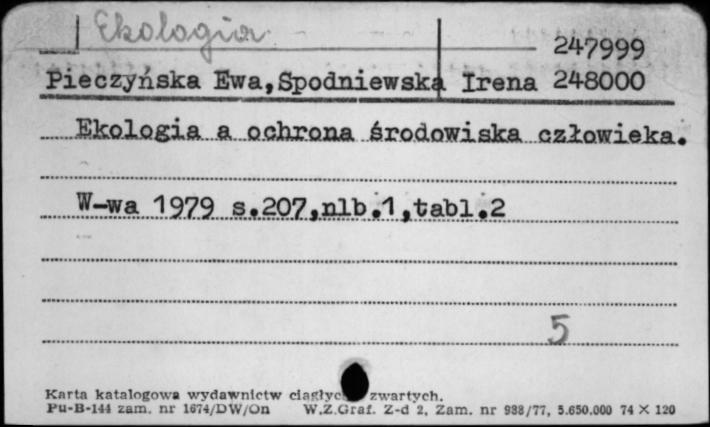 Ekologia
247999
Pieczyńska Ewa, Spodniewska Irena 248000
Ekologia a ochrona środowiska człowieka.
W-wa 1979 s.207,nlb.1,tabl.2
5
Karta katalogowa wydawnictw ciągłyc zwartych.
Pu-B-144 zam. nr 1674/DW/On W.Z.Graf. Z-d 2, Zam. nr 988/77, 5.650.000 74 X 120